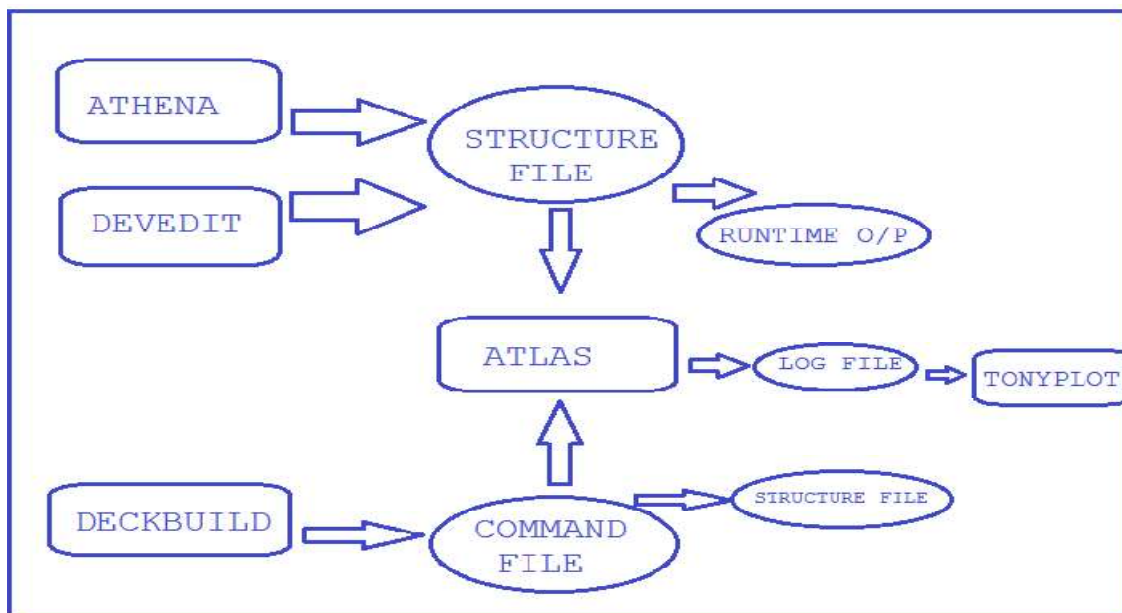 ATHENA
STRUCTURE
FILE
DEVEDIT
RUNTIME O/P
ATLAS
LOG FILE
TONYPLOT
DECKBUILD
COMMAND
FILE
STRUCTURE FILE